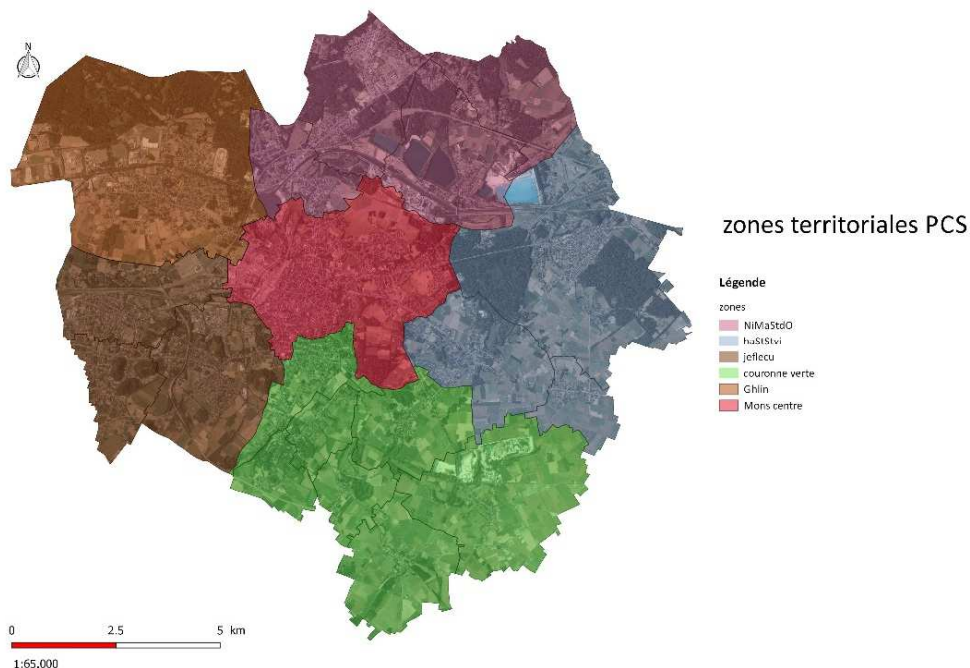 N
zones territoriales PCS
Légende
zones
NiMaStdO
haStStvi
jeflecu
couronne verte
Ghlin
Mons centre
0 2.5 5 km
1:65.000